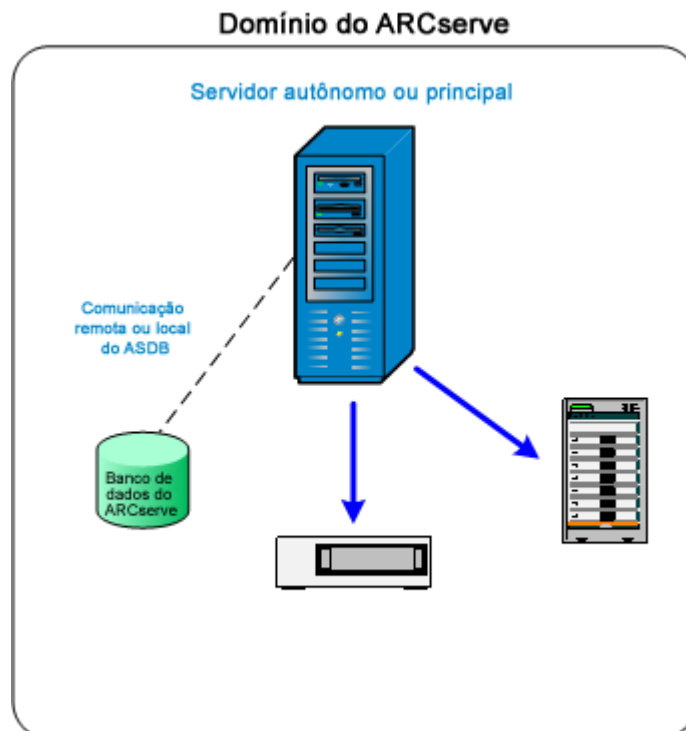 Domínio do ARCserve
Servidor autônomo ou principal
Comunicação
remota ou local
do ASDB
Banco de
dados do
ARCserve